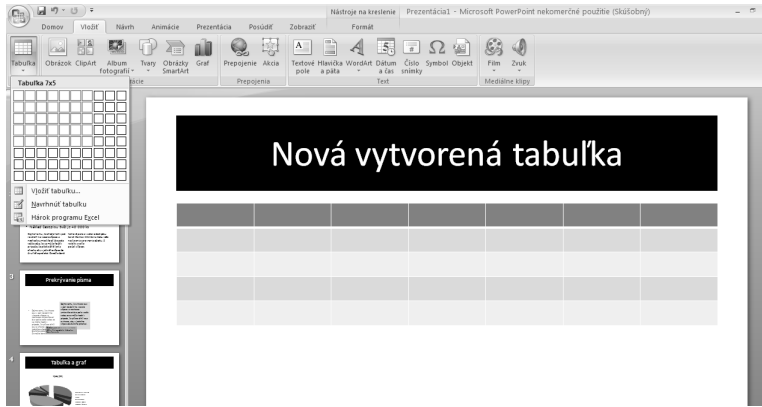 Nástroje na kreslenie Prezentácia1 - Microsoft PowerPoint nekomerčné použitie (Skúšobný)
Domov Vložiť Návrh Animácie Prezentácia Posúdiť Zobraziť Formát
Tabuľka Obrázok ClipArt Album fotografií Tvary Obrázky SmartArt Graf Prepojenie Akcia Textové pole Hlavička a päta WordArt Dátum a čas Číslo snímky Symbol Objekt Film Zvuk
Prepojenia Text Mediálne klipy
Tabuľka 7x5
Vložiť tabuľku...
Navrhnúť tabuľku
Hárok programu Excel
Nová vytvorená tabuľka
3
Prekrývanie písma
4
Tabuľka a graf